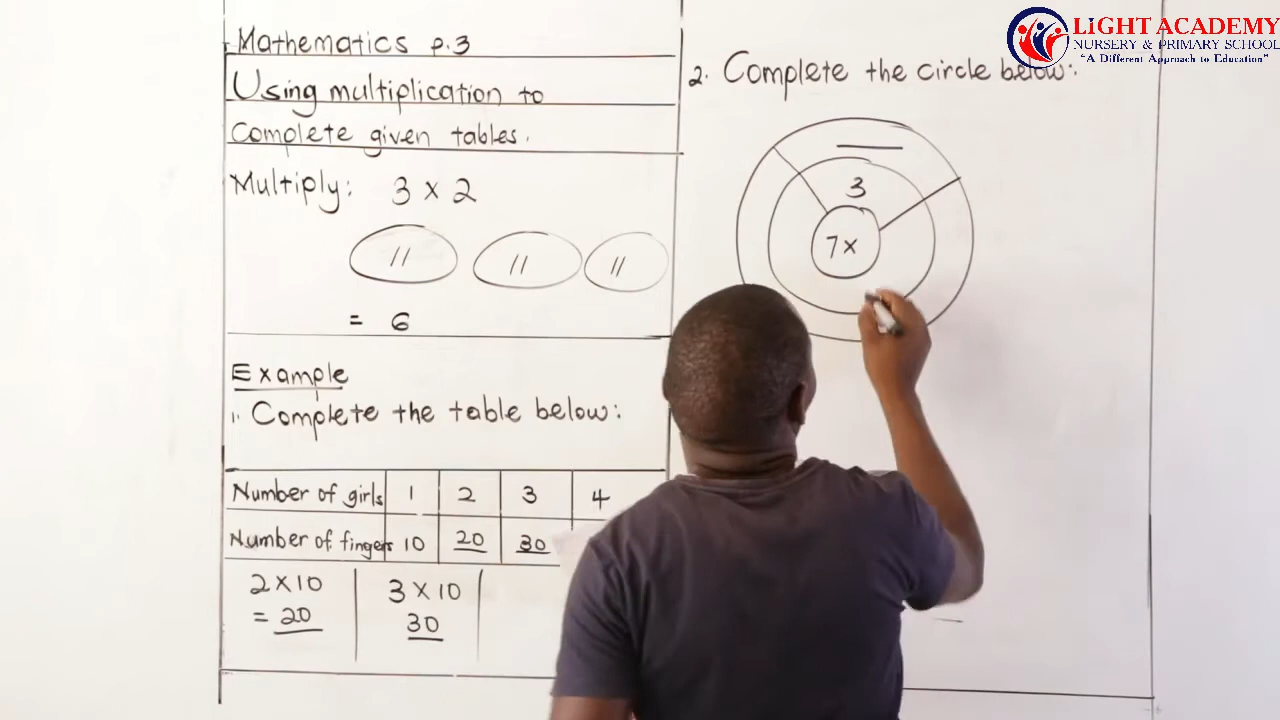 Mathematics p.3
Using multiplication to
Complete given tables.
Multiply: 3 x 2
// // //
= 6
Example
1. Complete the table below:
Number of girls 1 2 3 4
Number of fingers 10 20 30
2 x 10 3 x 10
= 20 30
LIGHT ACADEMY
NURSERY & PRIMARY SCHOOL
"A Different Approach to Education"
2. Complete the circle below:
3
7x